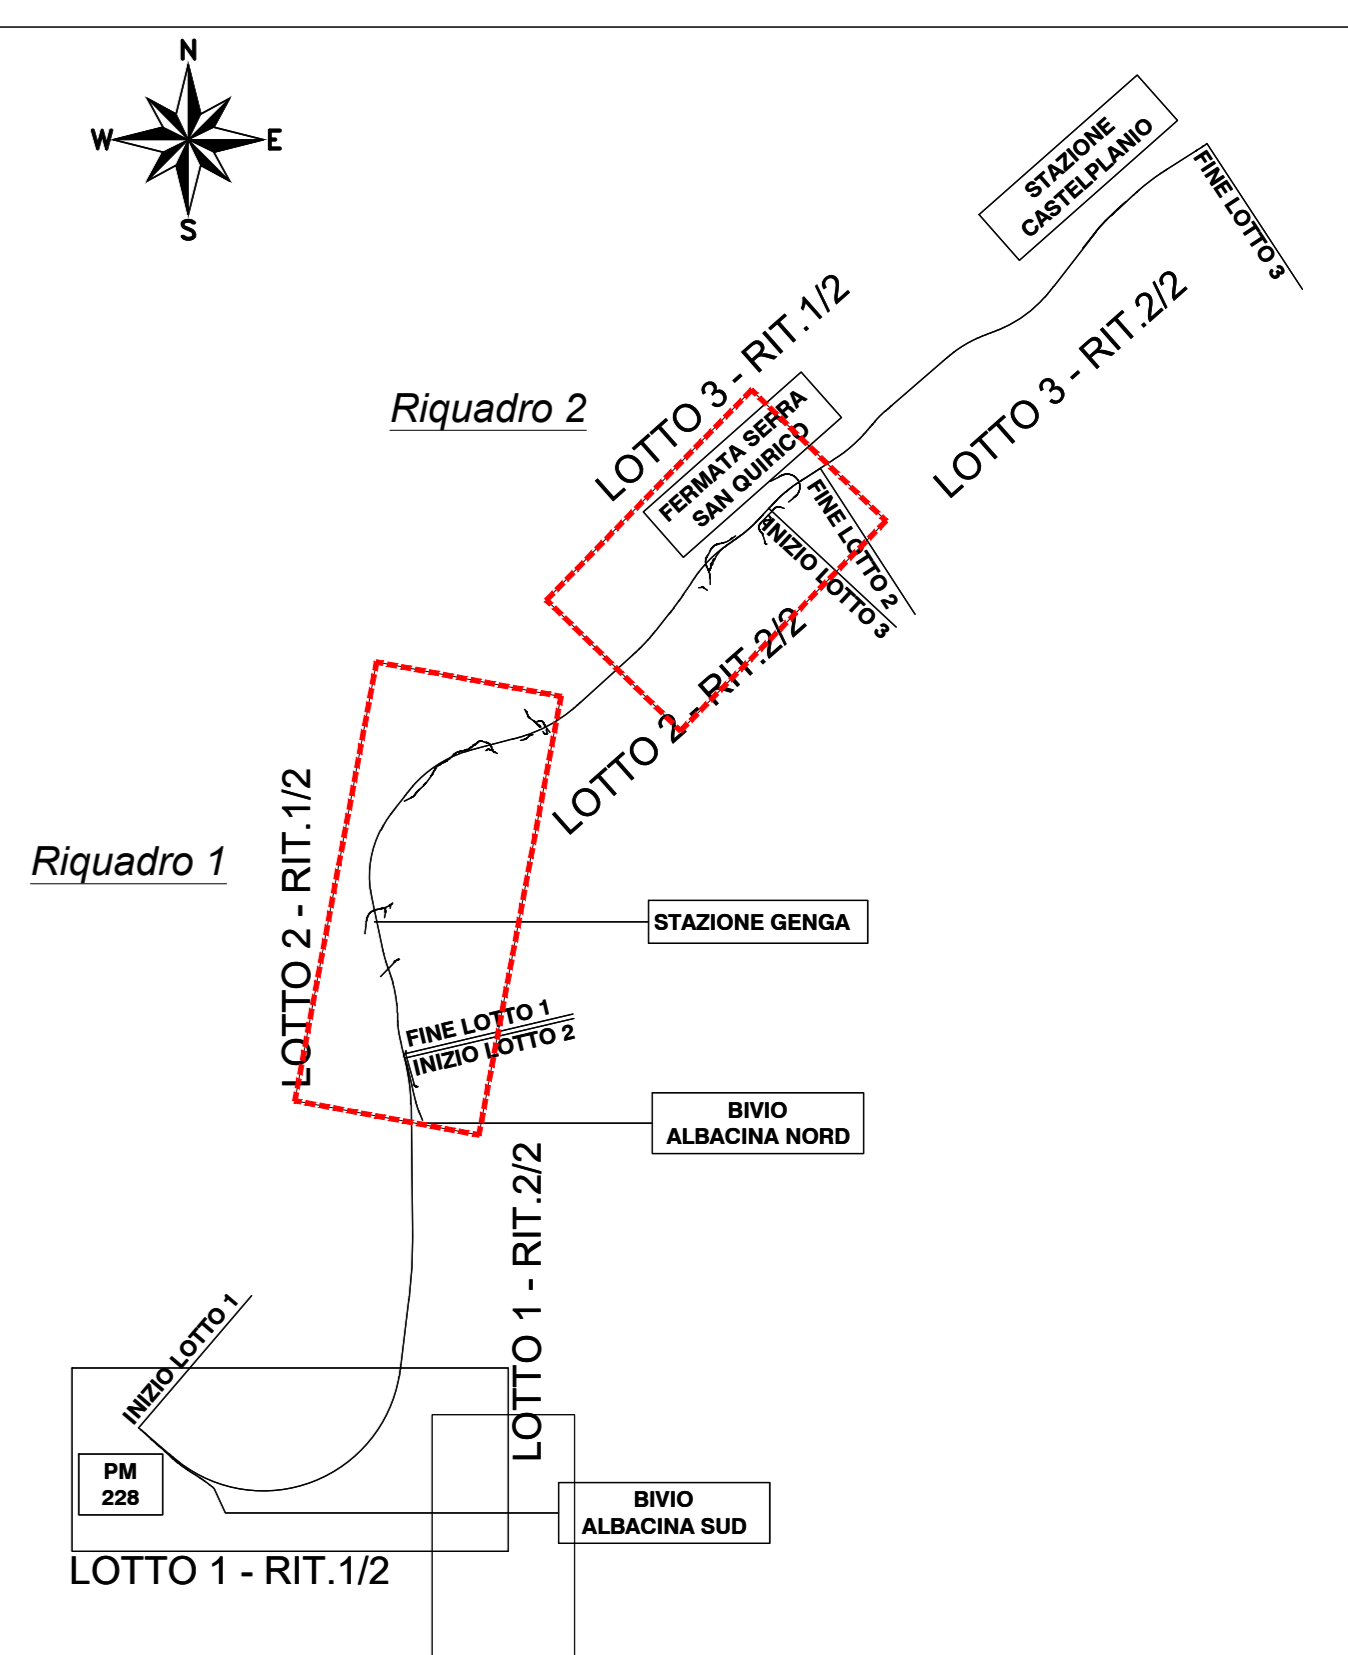 N
W E
S
STAZIONE
CASTELPLANIO
FINE LOTTO 3
LOTTO 3 - RIT.1/2
LOTTO 3 - RIT.2/2
Riquadro 2
FERMATA SERRA
SAN QUIRICO
FINE LOTTO 2
INIZIO LOTTO 3
LOTTO 2 - RIT.2/2
LOTTO 2 - RIT.1/2
Riquadro 1
STAZIONE GENGA
FINE LOTTO 1
INIZIO LOTTO 2
BIVIO
ALBACINA NORD
LOTTO 1 - RIT.2/2
INIZIO LOTTO 1
PM
228
BIVIO
ALBACINA SUD
LOTTO 1 - RIT.1/2